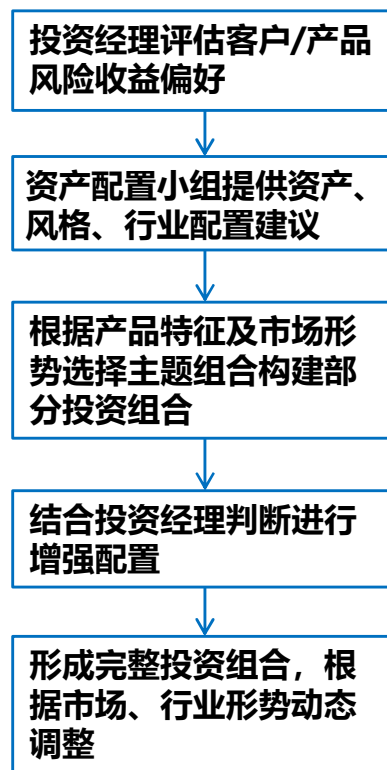 投资经理评估客户/产品
风险收益偏好
资产配置小组提供资产、
风格、行业配置建议
根据产品特征及市场形
势选择主题组合构建部
分投资组合
结合投资经理判断进行
增强配置
形成完整投资组合，根
据市场、行业形势动态
调整